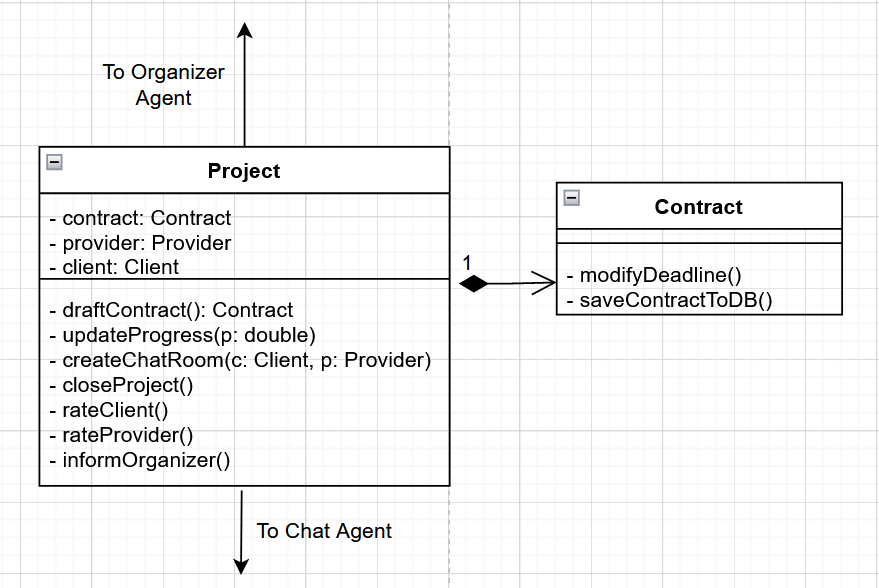 To Organizer
Agent
Project
- contract: Contract
- provider: Provider
- client: Client
- draftContract(): Contract
- updateProgress(p: double)
- createChatRoom(c: Client, p: Provider)
- closeProject()
- rateClient()
- rateProvider()
- informOrganizer()
1
Contract
- modifyDeadline()
- saveContractToDB()
To Chat Agent